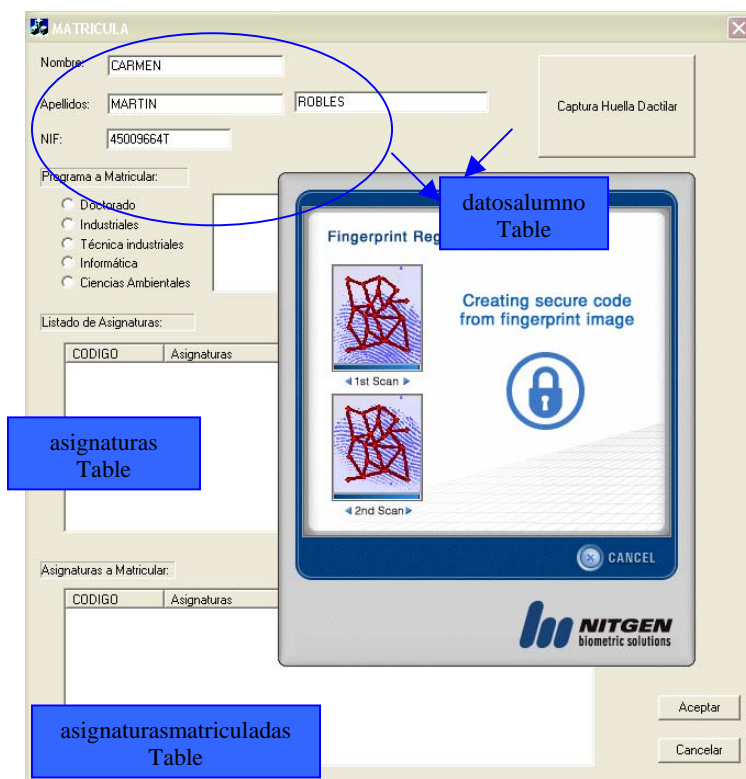 MATRICULA
Nombre:
CARMEN
Apellidos:
MARTIN
ROBLES
Captura Huella Dactilar
NIF:
45009664T
Programa a Matricular:
Doctorado
Industriales
Técnica industriales
Informática
Ciencias Ambientales
datosalumno
Table
Fingerprint Reg
Creating secure code
from fingerprint image
1st Scan
2nd Scan
CANCEL
NITGEN
biometric solutions
Listado de Asignaturas:
CODIGO
Asignaturas
asignaturas
Table
Asignaturas a Matricular:
CODIGO
Asignaturas
asignaturasmatriculadas
Table
Aceptar
Cancelar